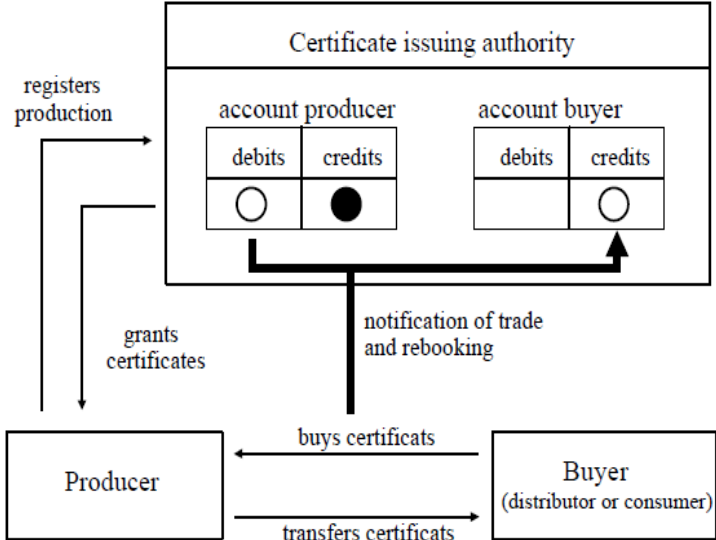 Certificate issuing authority
registers
production
account producer
account buyer
debits
credits
debits
credits
notification of trade
and rebooking
grants
certificates
buys certificats
Producer
Buyer
(distributor or consumer)
transfers certificats